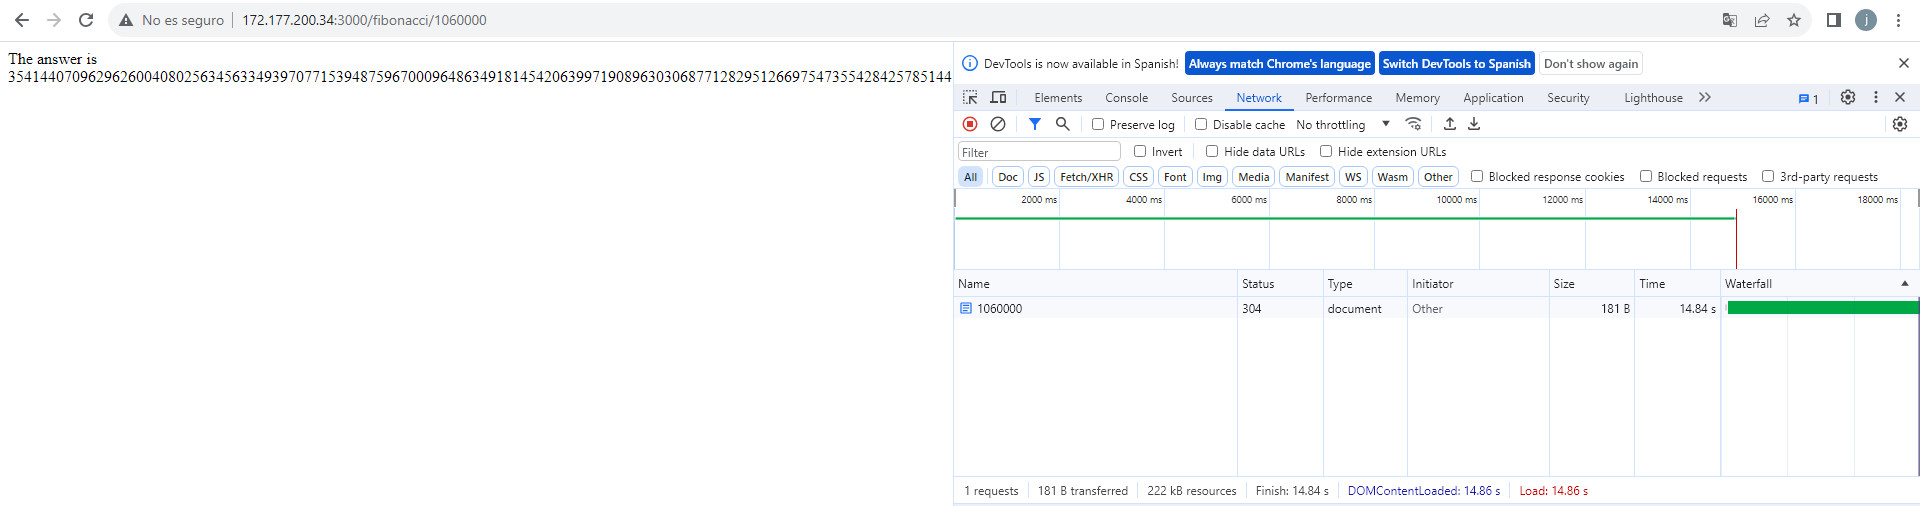 No es seguro 172.177.200.34:3000/fibonacci/1060000 j
The answer is
DevTools is now available in Spanish! Always match Chrome's language Switch DevTools to Spanish Don't show again
Elements Console Sources Network Performance Memory Application Security Lighthouse 1
Preserve log Disable cache No throttling
Filter Invert Hide data URLs Hide extension URLs
All Doc JS Fetch/XHR CSS Font Img Media Manifest WS Wasm Other Blocked response cookies Blocked requests 3rd-party requests
2000 ms 4000 ms 6000 ms 8000 ms 10000 ms 12000 ms 14000 ms 16000 ms 18000 ms
Name Status Type Initiator Size Time Waterfall
1060000 304 document Other 181 B 14.84 s
1 requests 181 B transferred 222 kB resources Finish: 14.84 s DOMContentLoaded: 14.86 s Load: 14.86 s